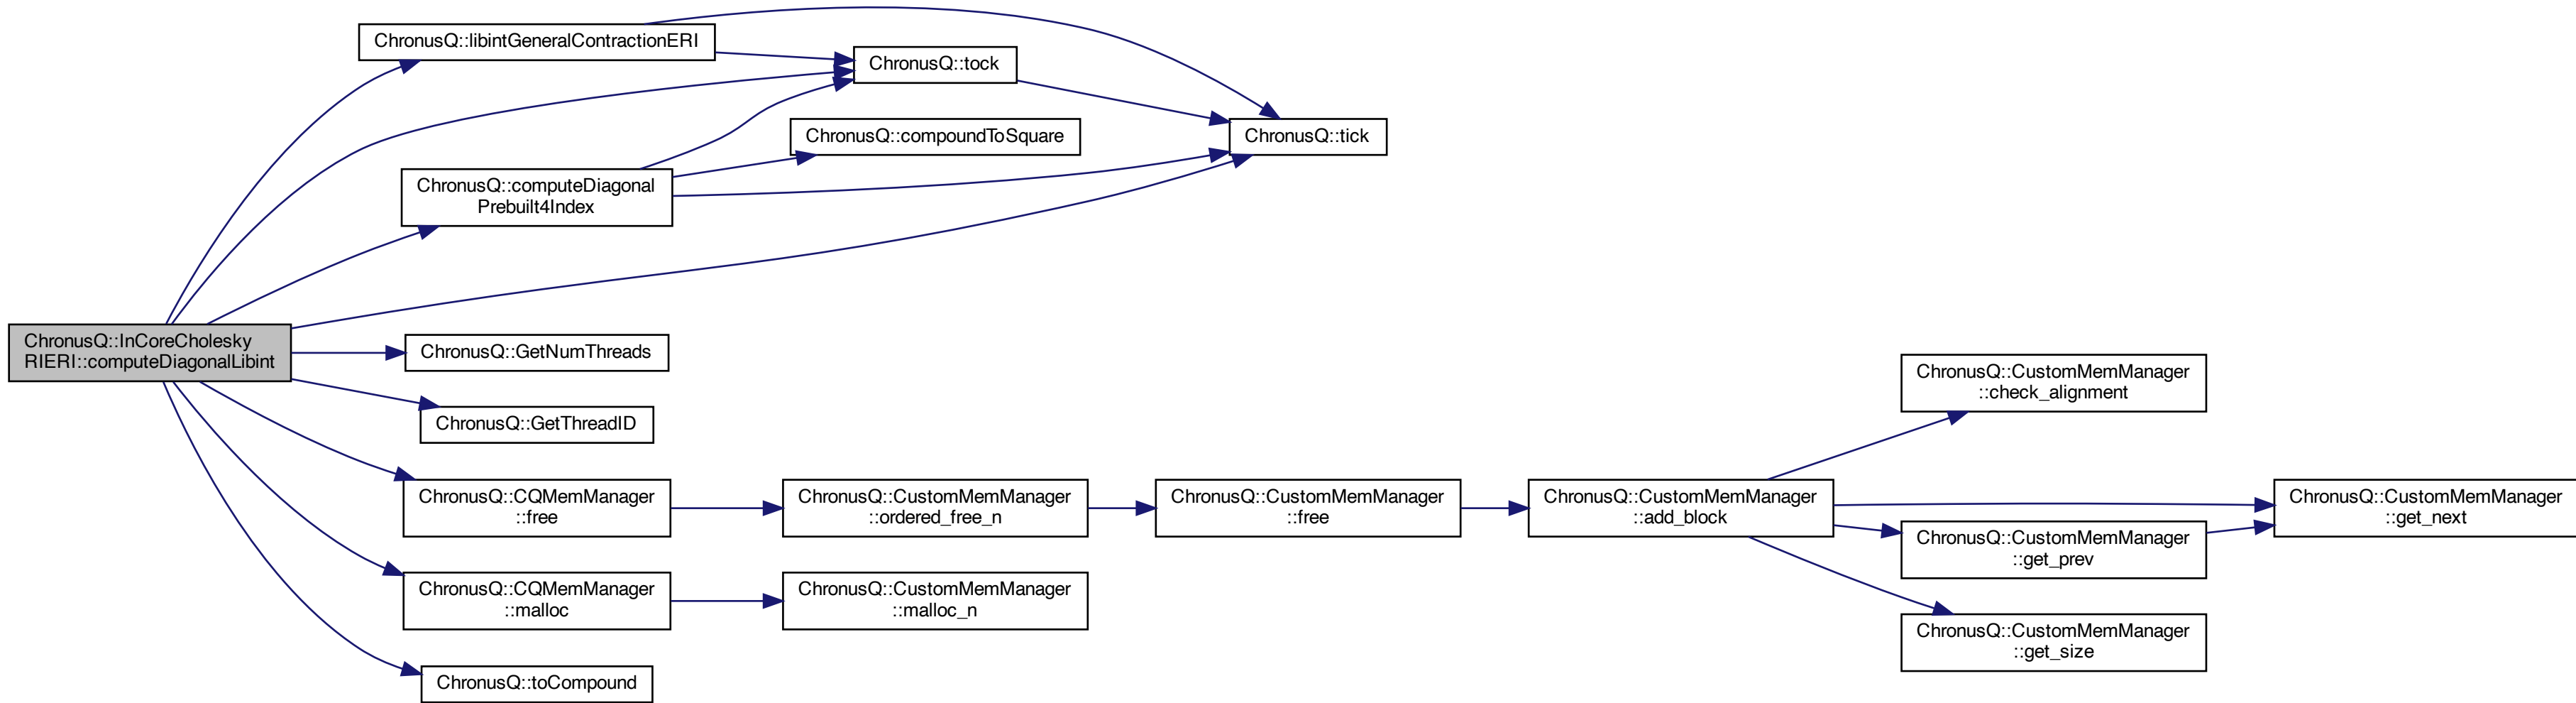 ChronusQ::libintGeneralContractionERI
ChronusQ::tock
ChronusQ::compoundToSquare
ChronusQ::tick
ChronusQ::computeDiagonal
Prebuilt4Index
ChronusQ::InCoreCholesky
RIERI::computeDiagonalLibint
ChronusQ::GetNumThreads
ChronusQ::GetThreadID
ChronusQ::CQMemManager
::free
ChronusQ::CustomMemManager
::ordered_free_n
ChronusQ::CustomMemManager
::free
ChronusQ::CustomMemManager
::add_block
ChronusQ::CustomMemManager
::check_alignment
ChronusQ::CustomMemManager
::get_next
ChronusQ::CustomMemManager
::get_prev
ChronusQ::CustomMemManager
::get_size
ChronusQ::CQMemManager
::malloc
ChronusQ::CustomMemManager
::malloc_n
ChronusQ::toCompound